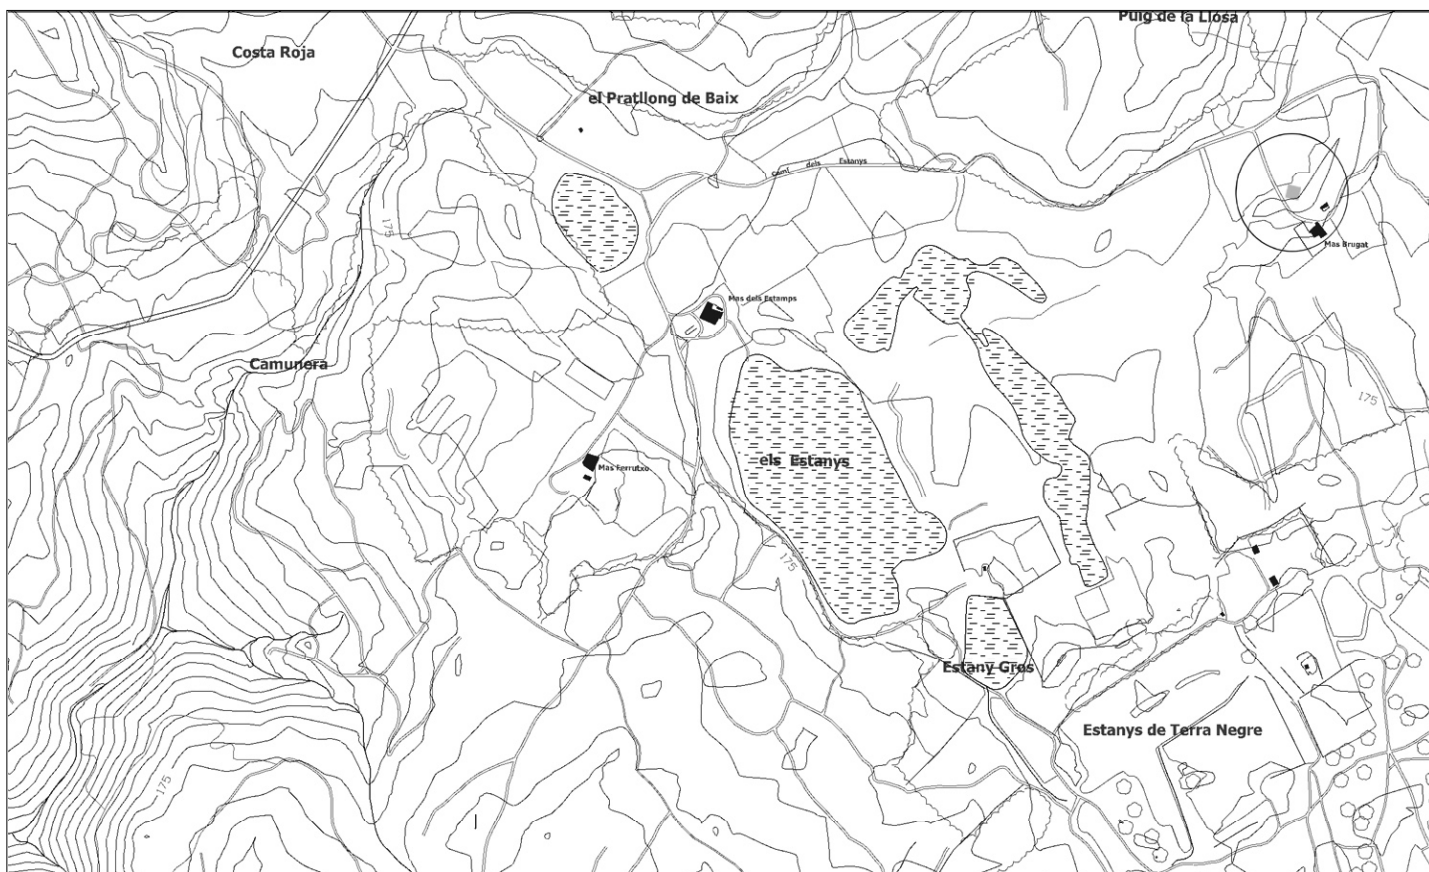 Puig de la Llosa
Costa Roja
el Pratllong de Baix
Camí dels Estanys
175
Mas Brugat
Mas dels Estamps
Camunera
175
els Estanys
Mas Ferrutxo
175
Estany Gros
Estanys de Terra Negre
175